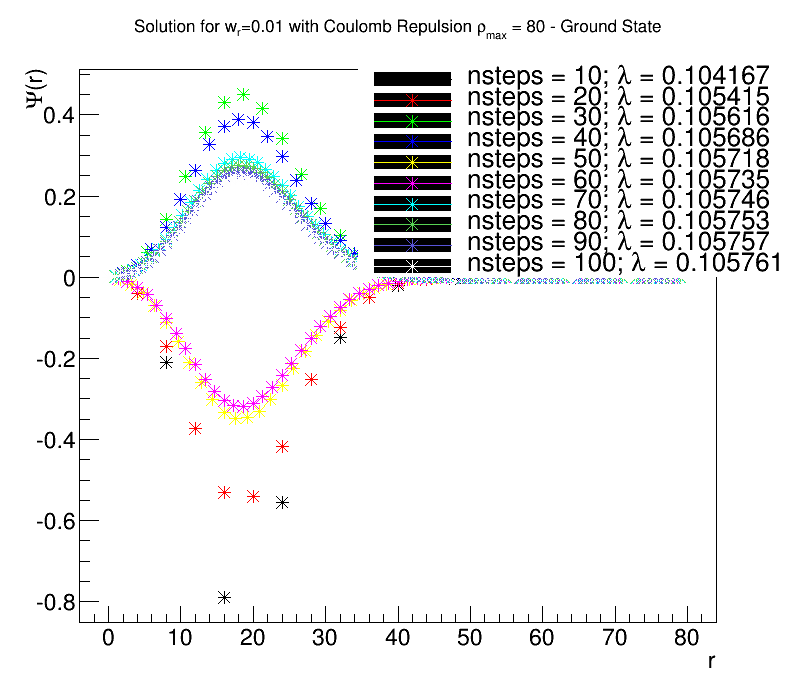 Solution for wr=0.01 with Coulomb Repulsion ρmax = 80 - Ground State
Ψ(r)
nsteps = 10; λ = 0.104167
nsteps = 20; λ = 0.105415
nsteps = 30; λ = 0.105616
nsteps = 40; λ = 0.105686
nsteps = 50; λ = 0.105718
nsteps = 60; λ = 0.105735
nsteps = 70; λ = 0.105746
nsteps = 80; λ = 0.105753
nsteps = 90; λ = 0.105757
nsteps = 100; λ = 0.105761
0.4
0.2
0
-0.2
-0.4
-0.6
-0.8
0 10 20 30 40 50 60 70 80
r